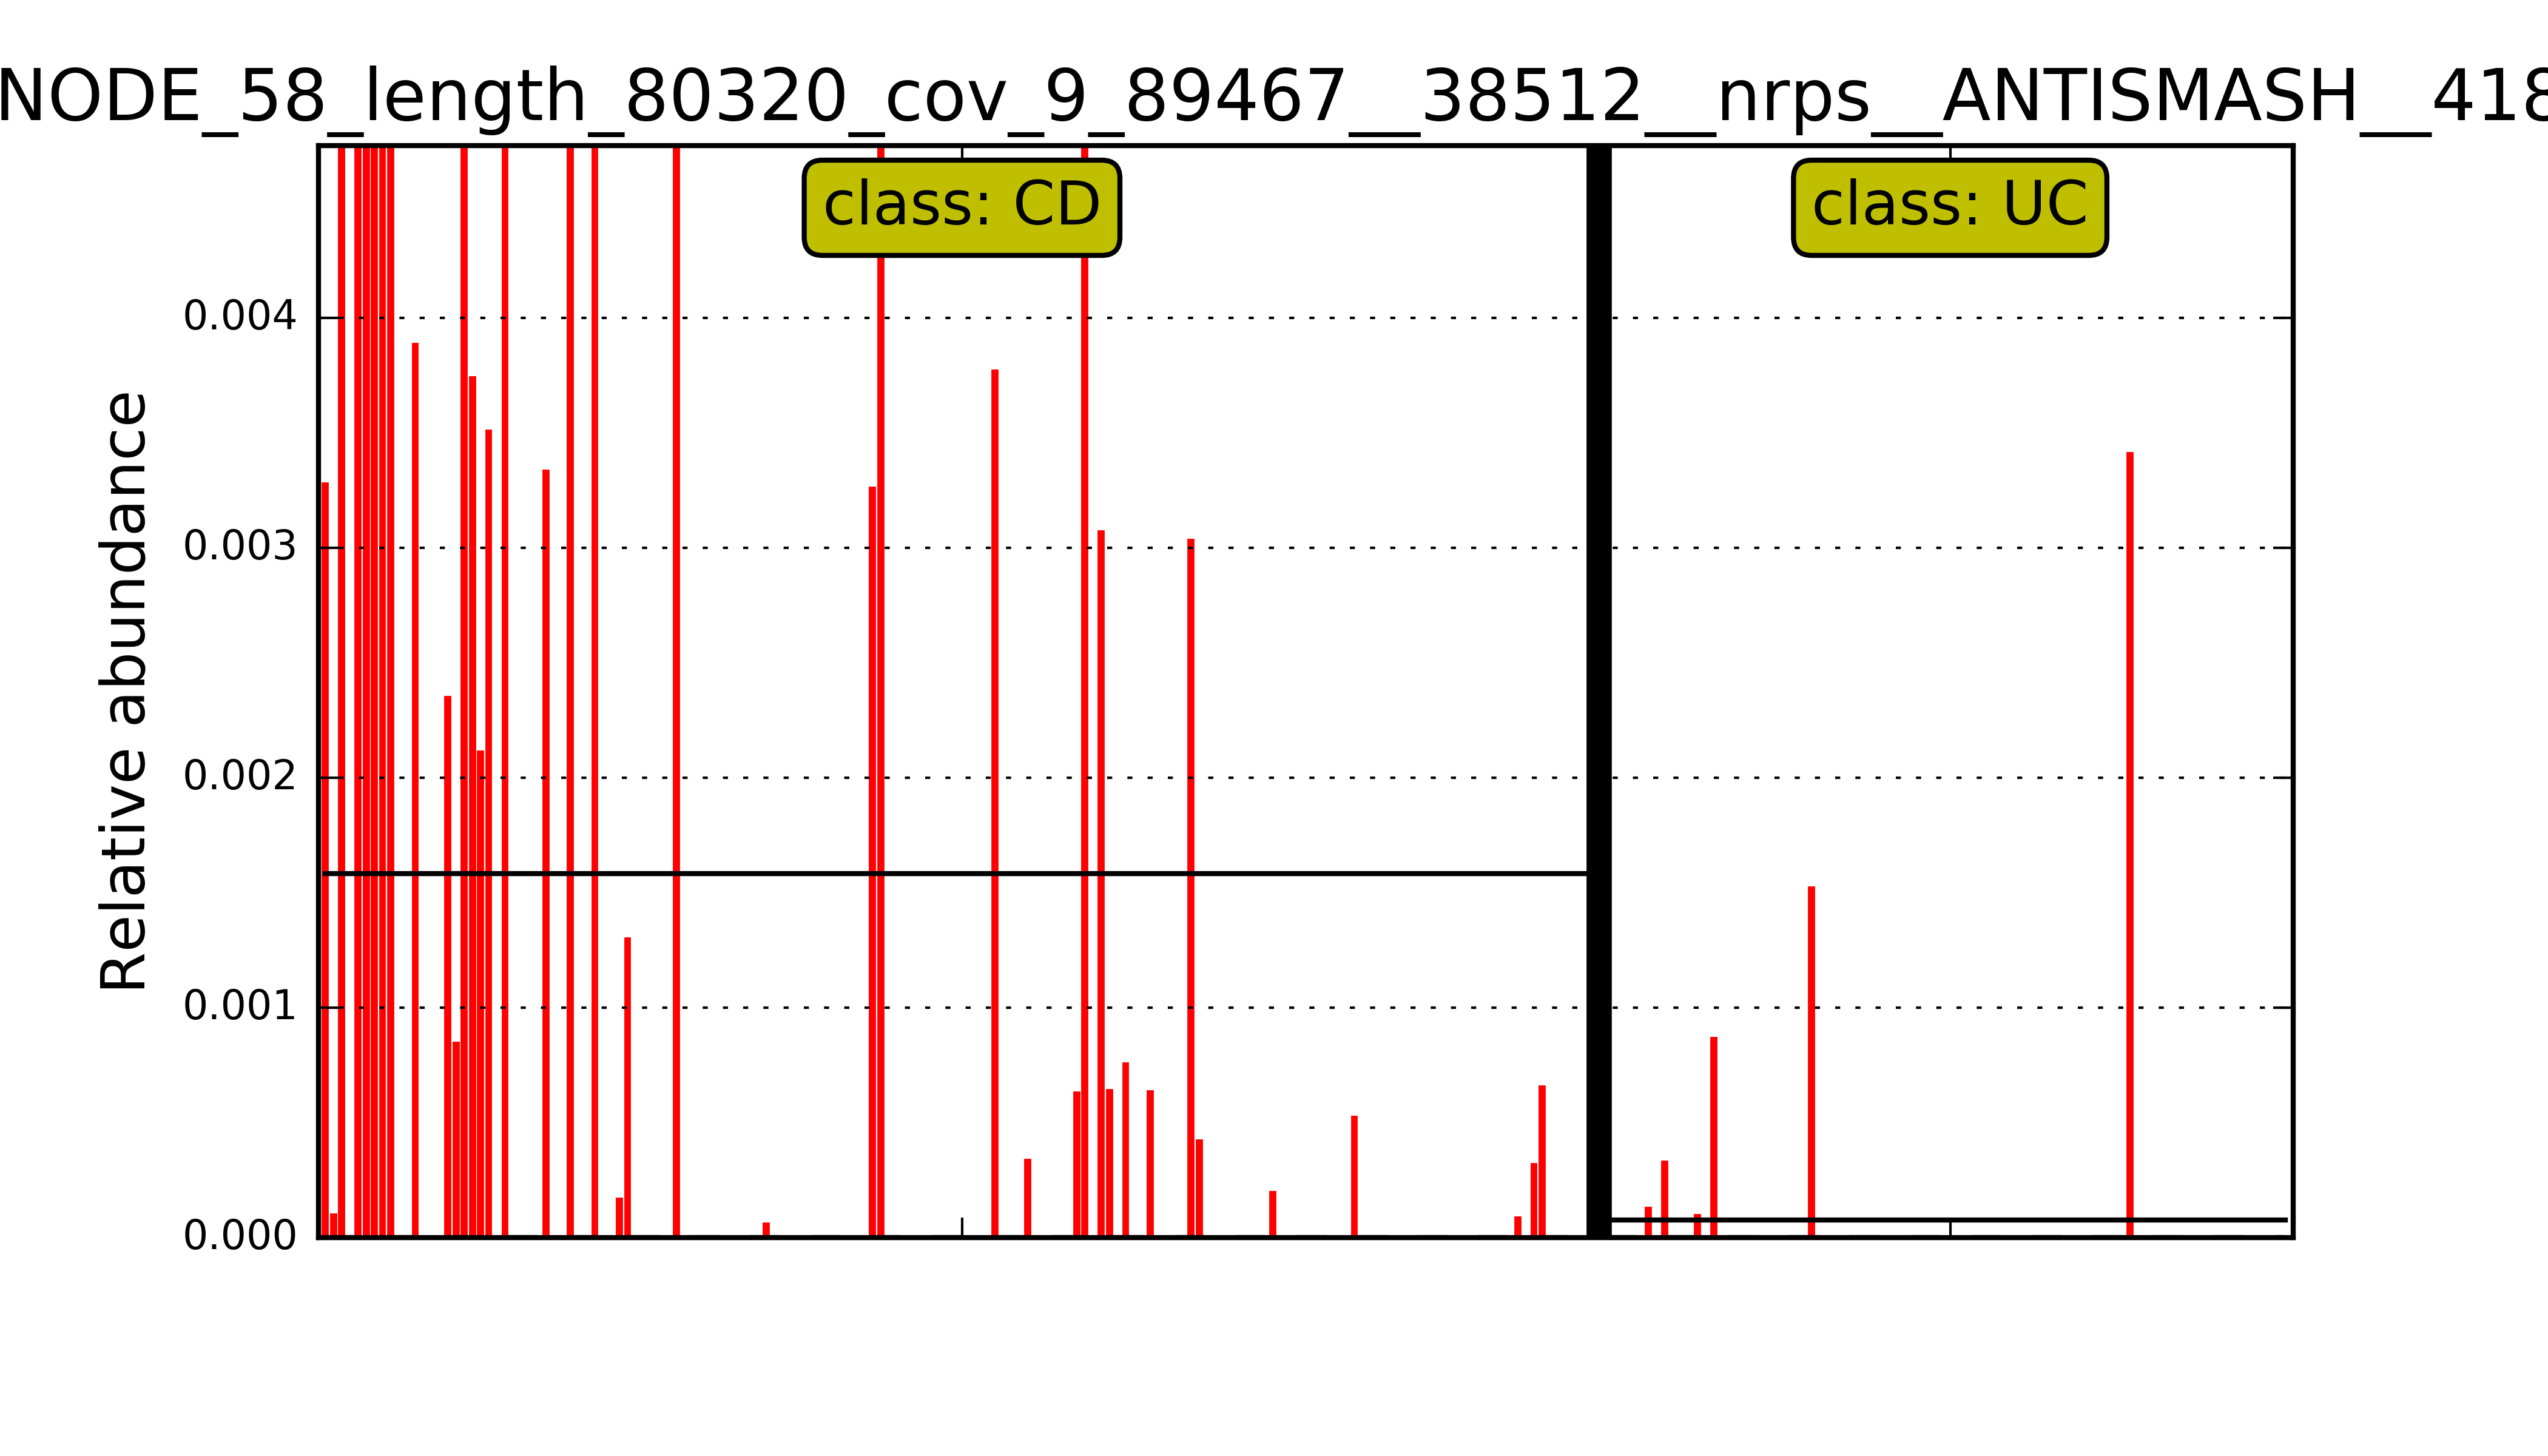 NODE_58_length_80320_cov_9_89467__38512__nrps__ANTISMASH__418
class: CD
class: UC
0.004
0.003
0.002
0.001
0.000
Relative abundance